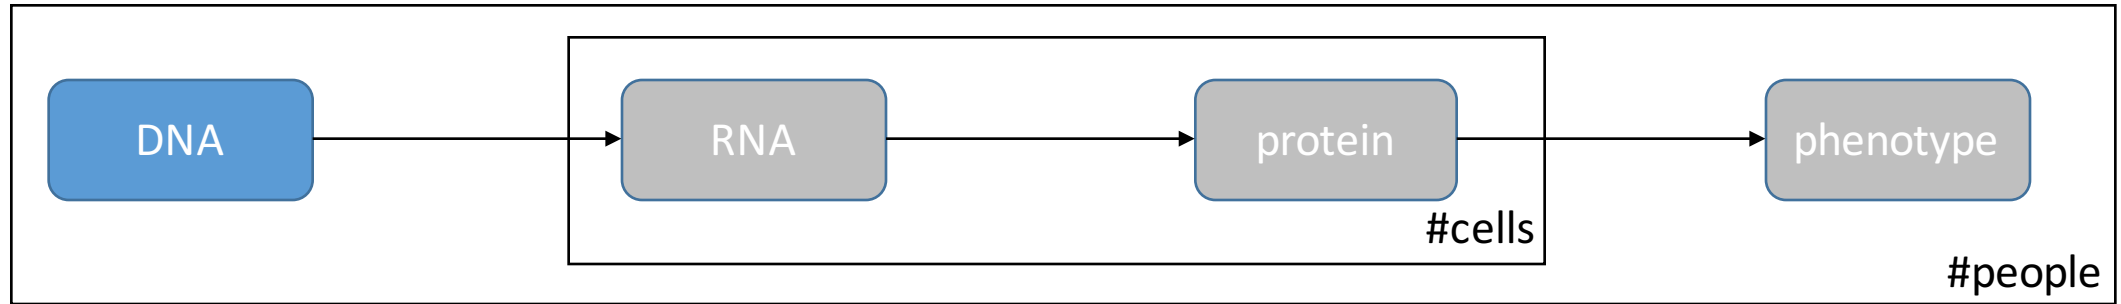 DNA
RNA
protein
phenotype
#cells
#people